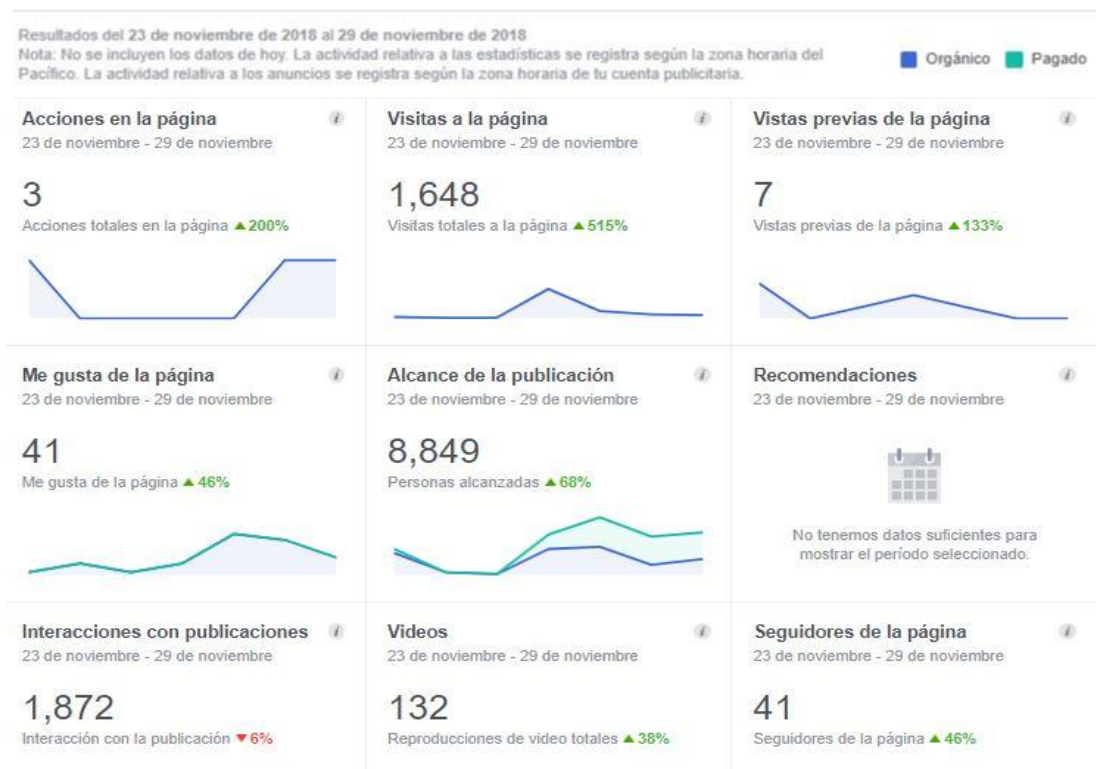 Resultados del 23 de noviembre de 2018 al 29 de noviembre de 2018
Nota: No se incluyen los datos de hoy. La actividad relativa a las estadísticas se registra según la zona horaria del
Pacífico. La actividad relativa a los anuncios se registra según la zona horaria de tu cuenta publicitaria.
Orgánico
Pagado
Acciones en la página
23 de noviembre - 29 de noviembre
3
Acciones totales en la página ▲200%
Visitas a la página
23 de noviembre - 29 de noviembre
1,648
Visitas totales a la página ▲515%
Vistas previas de la página
23 de noviembre - 29 de noviembre
7
Vistas previas de la página ▲133%
Me gusta de la página
23 de noviembre - 29 de noviembre
41
Me gusta de la página ▲46%
Alcance de la publicación
23 de noviembre - 29 de noviembre
8,849
Personas alcanzadas ▲68%
Recomendaciones
23 de noviembre - 29 de noviembre
No tenemos datos suficientes para
mostrar el período seleccionado.
Interacciones con publicaciones
23 de noviembre - 29 de noviembre
1,872
Interacción con la publicación ▼6%
Videos
23 de noviembre - 29 de noviembre
132
Reproducciones de video totales ▲38%
Seguidores de la página
23 de noviembre - 29 de noviembre
41
Seguidores de la página ▲46%